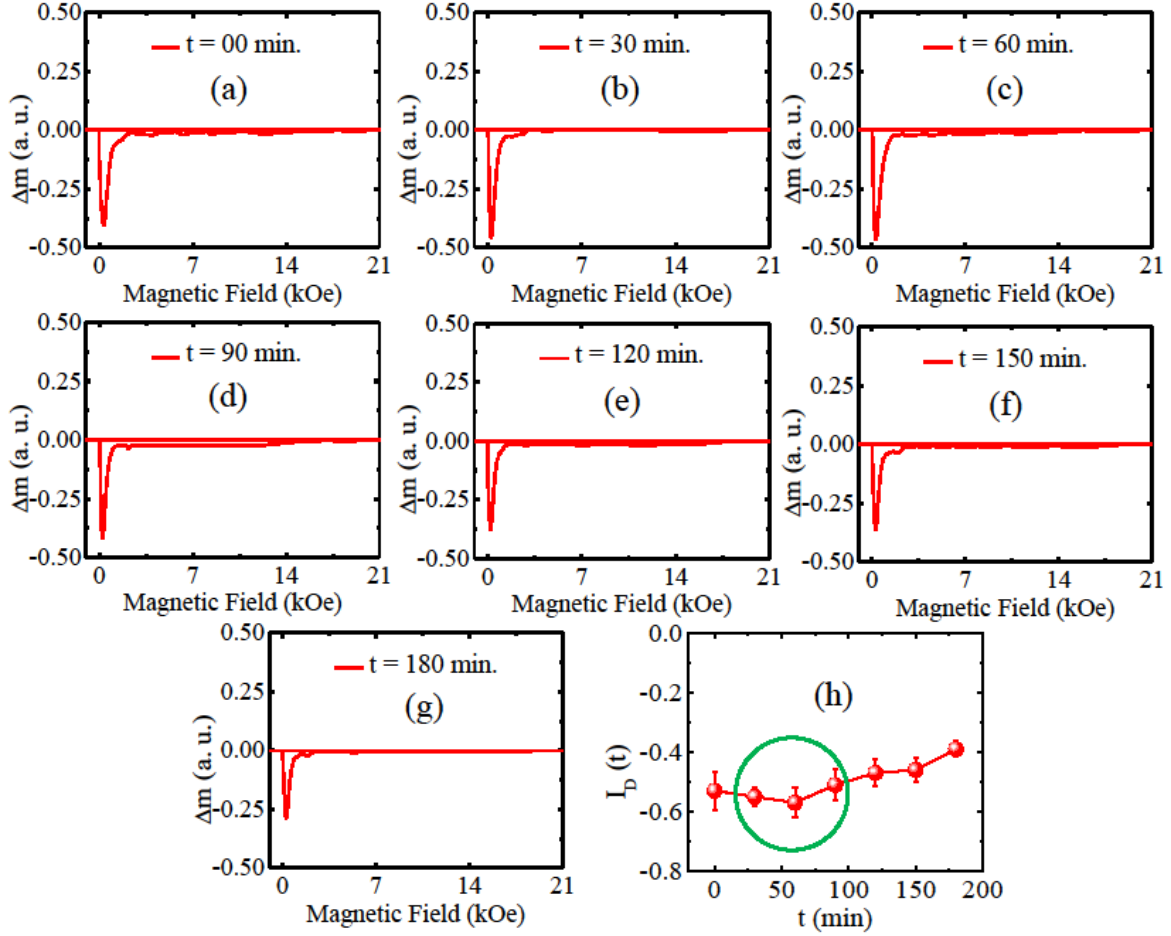 0.50
0.25
0.00
-0.25
-0.50
Δm (a. u.)
t = 00 min.
(a)
0 7 14 21
Magnetic Field (kOe)
0.50
0.25
0.00
-0.25
-0.50
Δm (a. u.)
t = 30 min.
(b)
0 7 14 21
Magnetic Field (kOe)
0.50
0.25
0.00
-0.25
-0.50
Δm (a. u.)
t = 60 min.
(c)
0 7 14 21
Magnetic Field (kOe)
0.50
0.25
0.00
-0.25
-0.50
Δm (a. u.)
t = 90 min.
(d)
0 7 14 21
Magnetic Field (kOe)
0.50
0.25
0.00
-0.25
-0.50
Δm (a. u.)
t = 120 min.
(e)
0 7 14 21
Magnetic Field (kOe)
0.50
0.25
0.00
-0.25
-0.50
Δm (a. u.)
t = 150 min.
(f)
0 7 14 21
Magnetic Field (kOe)
0.50
0.25
0.00
-0.25
-0.50
Δm (a. u.)
t = 180 min.
(g)
0 7 14 21
Magnetic Field (kOe)
0.0
-0.2
-0.4
-0.6
-0.8
I_D (t)
(h)
0 50 100 150 200
t (min)